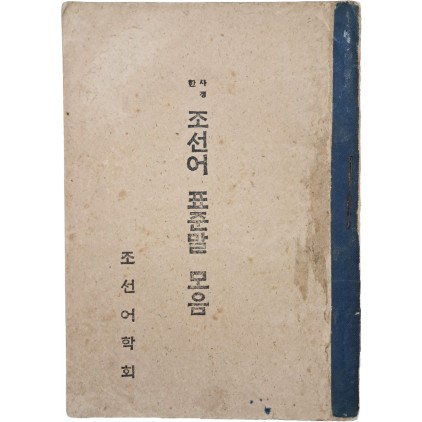 사정
한
조선어 표준말 모음
조선어학회